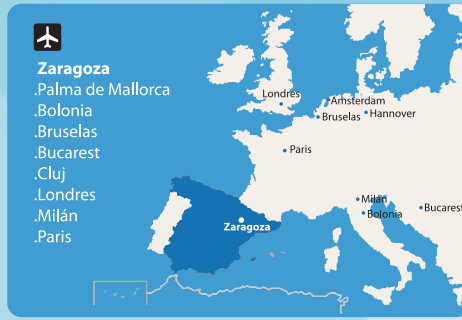 Zaragoza
.Palma de Mallorca
.Bolonia
.Bruselas
.Bucarest
.Cluj
.Londres
.Milán
.Paris
Londres
Amsterdam
Bruselas
Hannover
Paris
Milán
Bolonia
Bucarest
Zaragoza